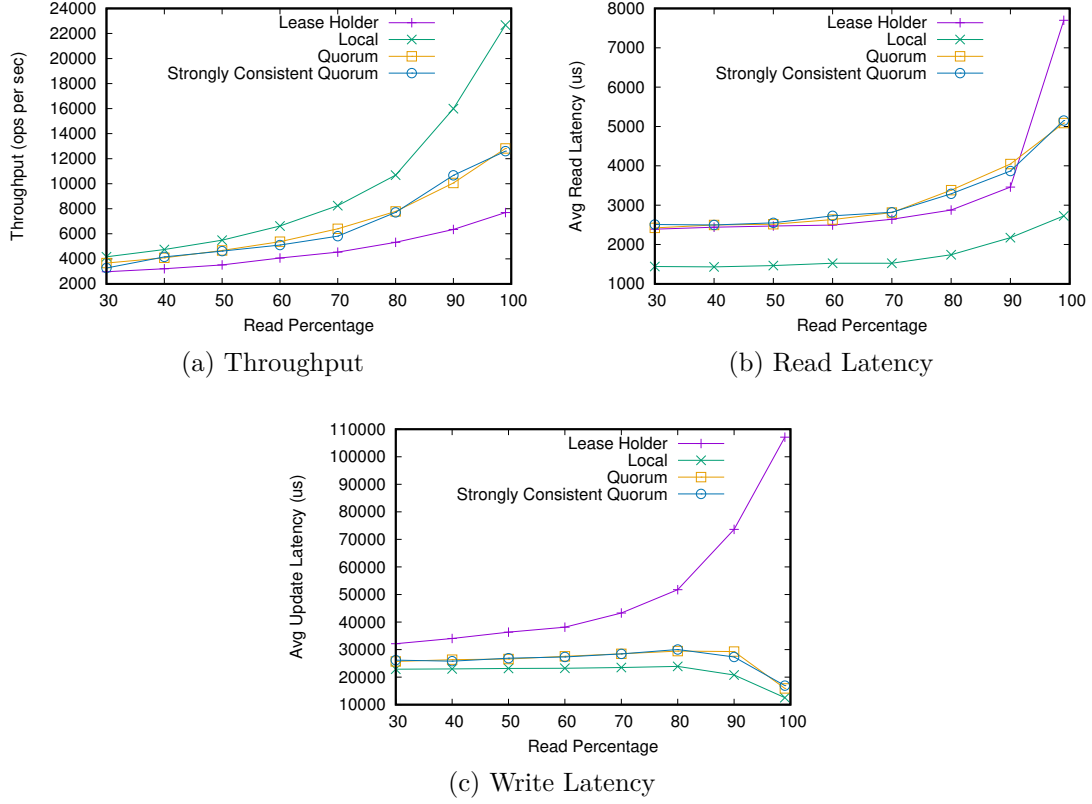 24000
22000
20000
18000
16000
14000
12000
10000
8000
6000
4000
2000
30 40 50 60 70 80 90 100
Throughput (ops per sec)
Read Percentage
Lease Holder
Local
Quorum
Strongly Consistent Quorum
(a) Throughput
8000
7000
6000
5000
4000
3000
2000
1000
30 40 50 60 70 80 90 100
Avg Read Latency (us)
Read Percentage
Lease Holder
Local
Quorum
Strongly Consistent Quorum
(b) Read Latency
110000
100000
90000
80000
70000
60000
50000
40000
30000
20000
10000
30 40 50 60 70 80 90 100
Avg Update Latency (us)
Read Percentage
Lease Holder
Local
Quorum
Strongly Consistent Quorum
(c) Write Latency